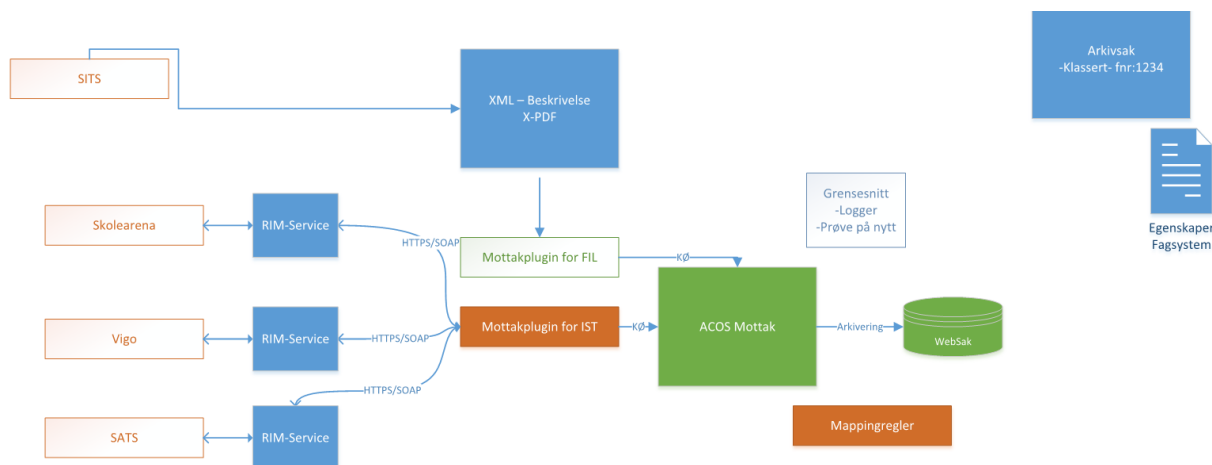 SITS
XML – Beskrivelse
X-PDF
Arkivsak
-Klassert- fnr:1234
Egenskaper
Fagsystem
Grensesnitt
-Logger
-Prøve på nytt
Skolearena
RIM-Service
HTTPS/SOAP
Mottakplugin for FIL
KØ
Vigo
RIM-Service
HTTPS/SOAP
Mottakplugin for IST
KØ
ACOS Mottak
Arkivering
WebSak
HTTPS/SOAP
SATS
RIM-Service
Mappingregler